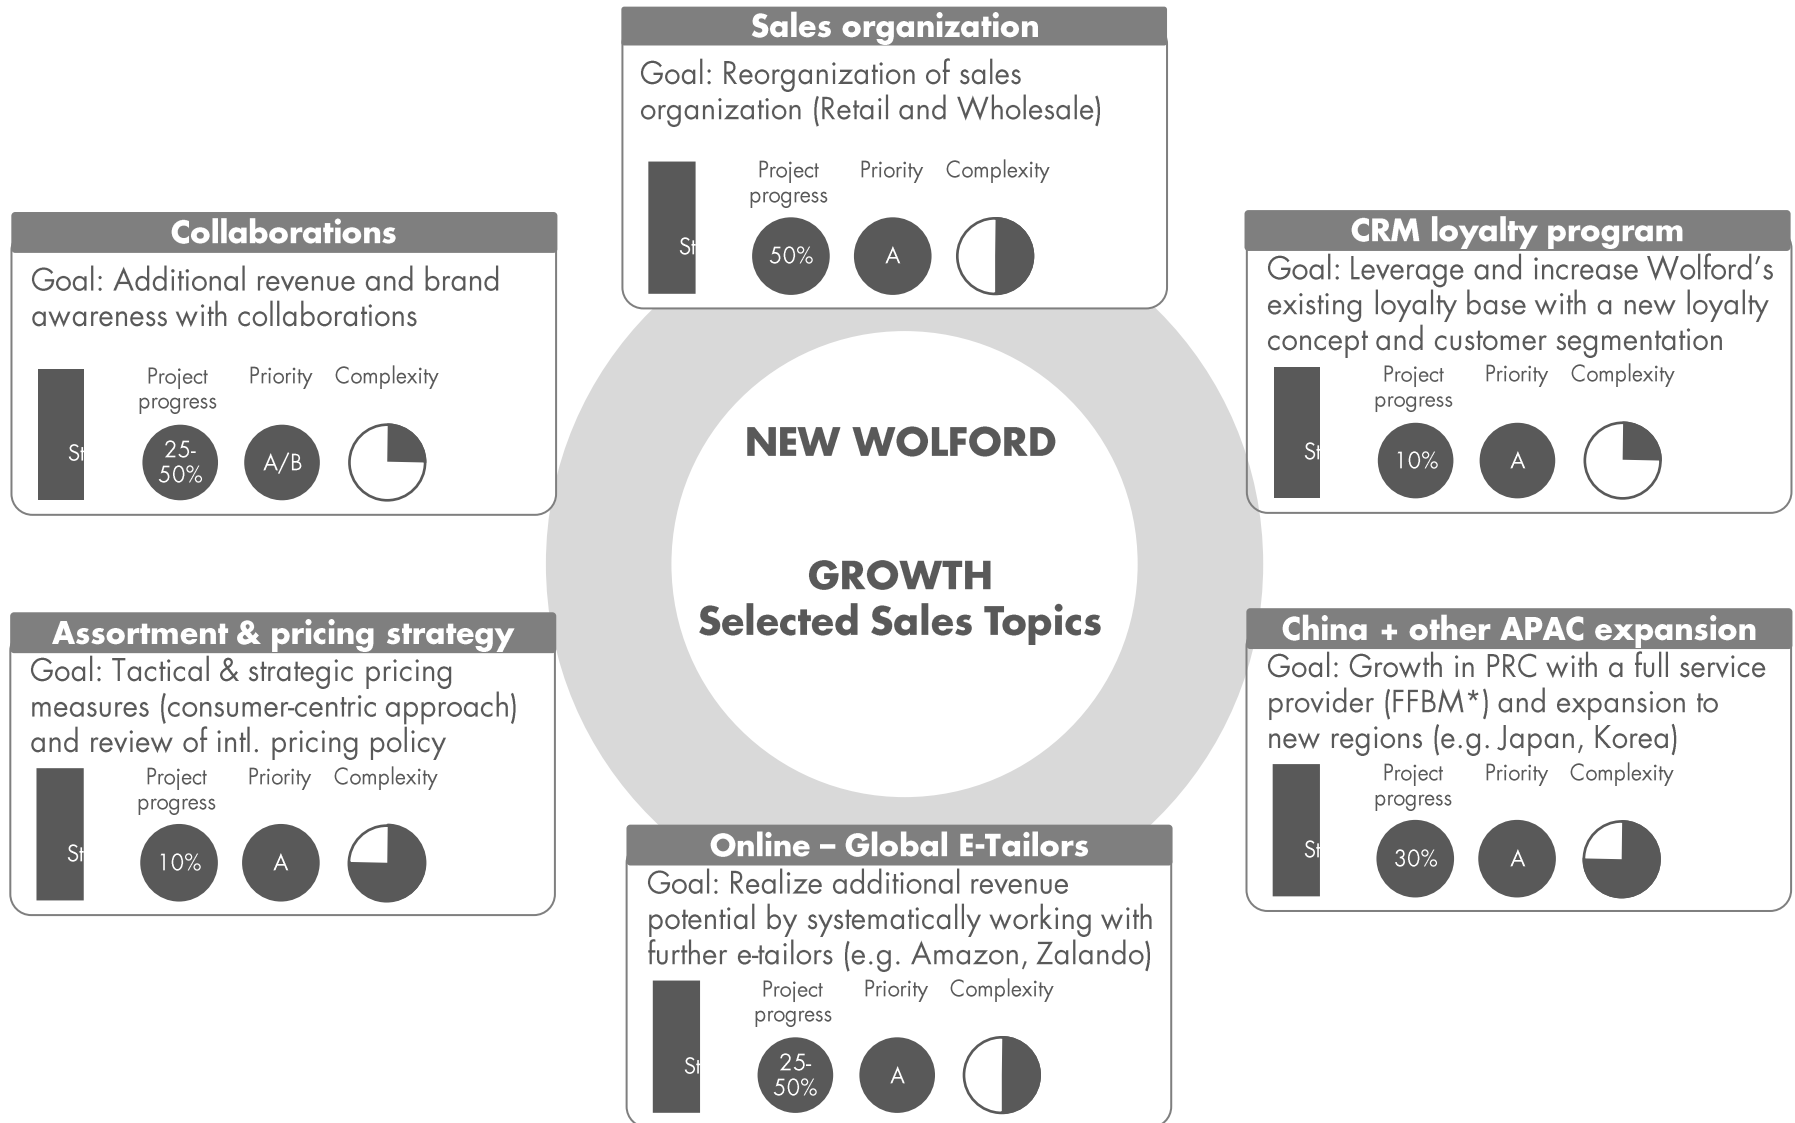 Sales organization
Goal: Reorganization of sales
organization (Retail and Wholesale)
Project
progress
Priority
Complexity
St
50%
A
Collaborations
Goal: Additional revenue and brand
awareness with collaborations
Project
progress
Priority
Complexity
St
25-
50%
A/B
CRM loyalty program
Goal: Leverage and increase Wolford’s
existing loyalty base with a new loyalty
concept and customer segmentation
Project
progress
Priority
Complexity
St
10%
A
NEW WOLFORD
GROWTH
Selected Sales Topics
Assortment & pricing strategy
Goal: Tactical & strategic pricing
measures (consumer-centric approach)
and review of intl. pricing policy
Project
progress
Priority
Complexity
St
10%
A
China + other APAC expansion
Goal: Growth in PRC with a full service
provider (FFBM*) and expansion to
new regions (e.g. Japan, Korea)
Project
progress
Priority
Complexity
St
30%
A
Online – Global E-Tailors
Goal: Realize additional revenue
potential by systematically working with
further e-tailors (e.g. Amazon, Zalando)
Project
progress
Priority
Complexity
St
25-
50%
A